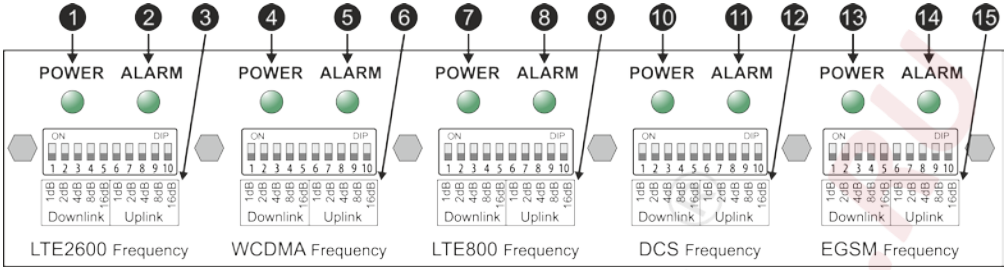 1 2 3 4 5 6 7 8 9 10 11 12 13 14 15
POWER ALARM POWER ALARM POWER ALARM POWER ALARM POWER ALARM
ON DIP ON DIP ON DIP ON DIP ON DIP
1 2 3 4 5 6 7 8 9 10 1 2 3 4 5 6 7 8 9 10 1 2 3 4 5 6 7 8 9 10 1 2 3 4 5 6 7 8 9 10 1 2 3 4 5 6 7 8 9 10
1dB 2dB 4dB 8dB 16dB 1dB 2dB 4dB 8dB 16dB 1dB 2dB 4dB 8dB 16dB 1dB 2dB 4dB 8dB 16dB 1dB 2dB 4dB 8dB 16dB 1dB 2dB 4dB 8dB 16dB 1dB 2dB 4dB 8dB 16dB 1dB 2dB 4dB 8dB 16dB 1dB 2dB 4dB 8dB 16dB 1dB 2dB 4dB 8dB 16dB
Downlink Uplink Downlink Uplink Downlink Uplink Downlink Uplink Downlink Uplink
LTE2600 Frequency WCDMA Frequency LTE800 Frequency DCS Frequency EGSM Frequency